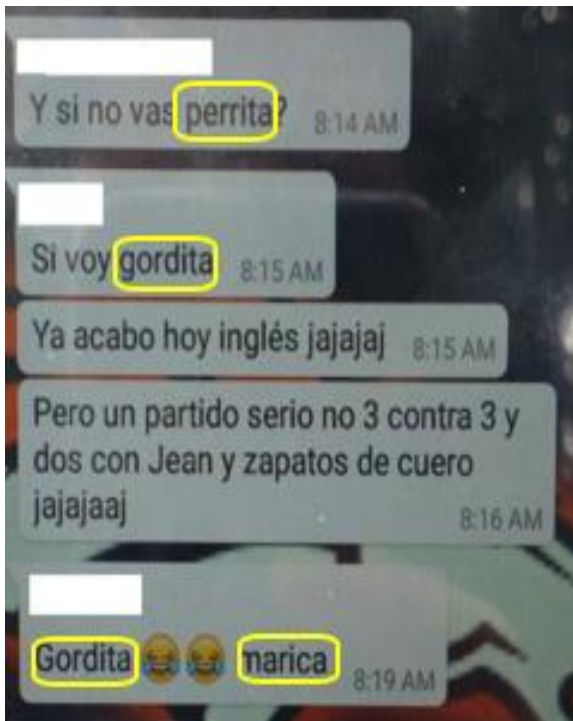 Y si no vas perrita? 8:14 AM
Si voy gordita 8:15 AM
Ya acabo hoy inglés jajajaj 8:15 AM
Pero un partido serio no 3 contra 3 y
dos con Jean y zapatos de cuero
jajajaaj 8:16 AM
Gordita 😂😂 marica 8:19 AM